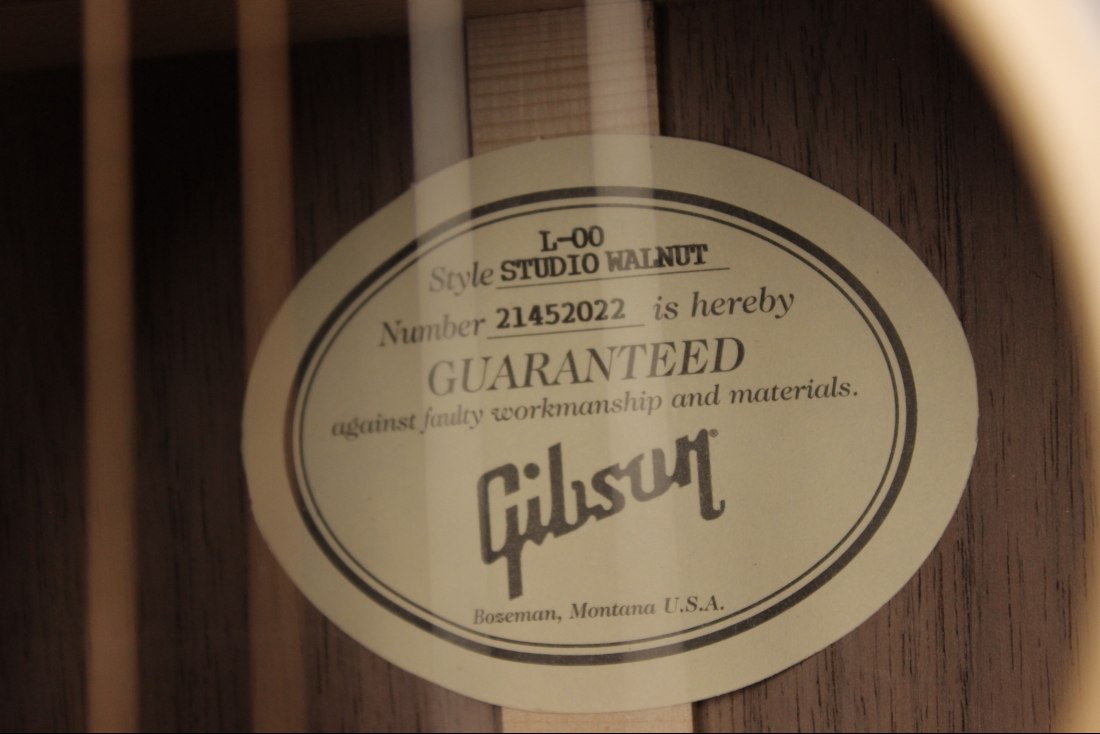 L-00
Style STUDIO WALNUT
Number 21452022 is hereby
GUARANTEED
against faulty workmanship and materials.
Gibson®
Bozeman, Montana U.S.A.